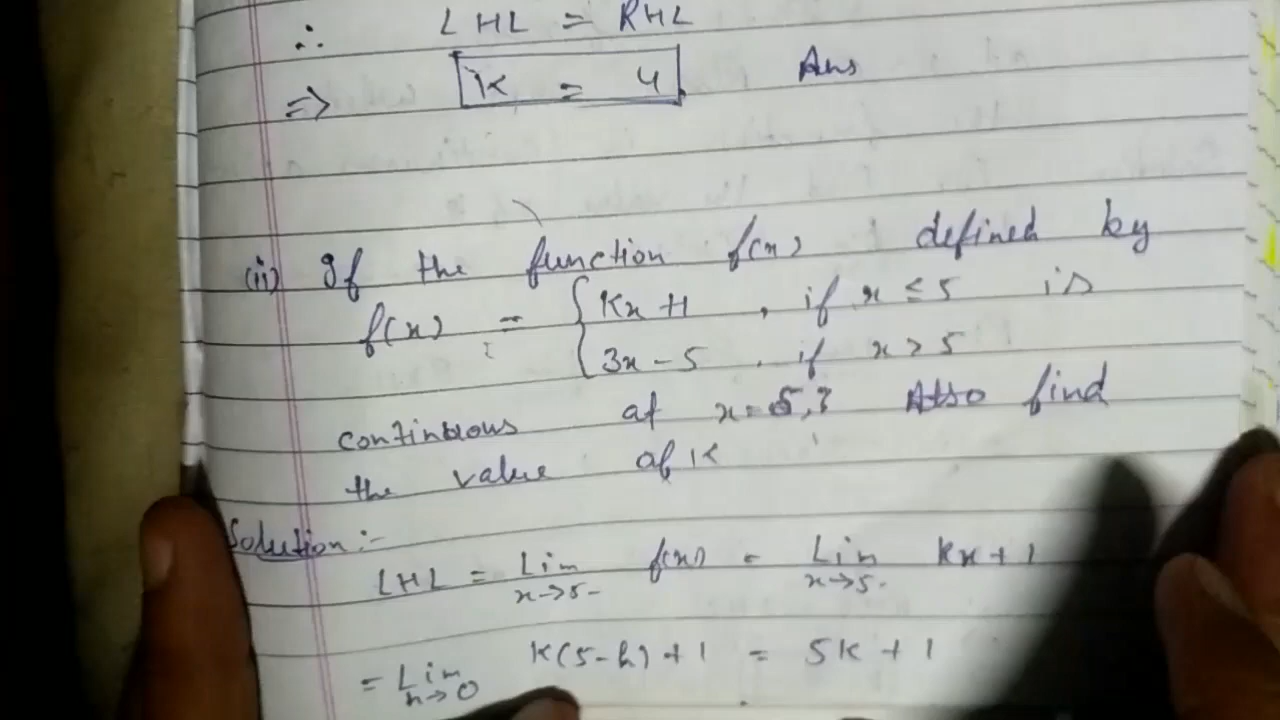 ∴ LHL = RHL
=> K = 4 Ans
(ii) If the function f(x) defined by
f(x) = { Kx + 1 , if x ≤ 5 is
3x - 5 , if x > 5
continuous at x = 5,? Also find
the value of K
Solution :-
LHL = Lim x→5- f(x) = Lim x→5- Kx + 1
= Lim h→0 K(5-h) + 1 = 5K + 1